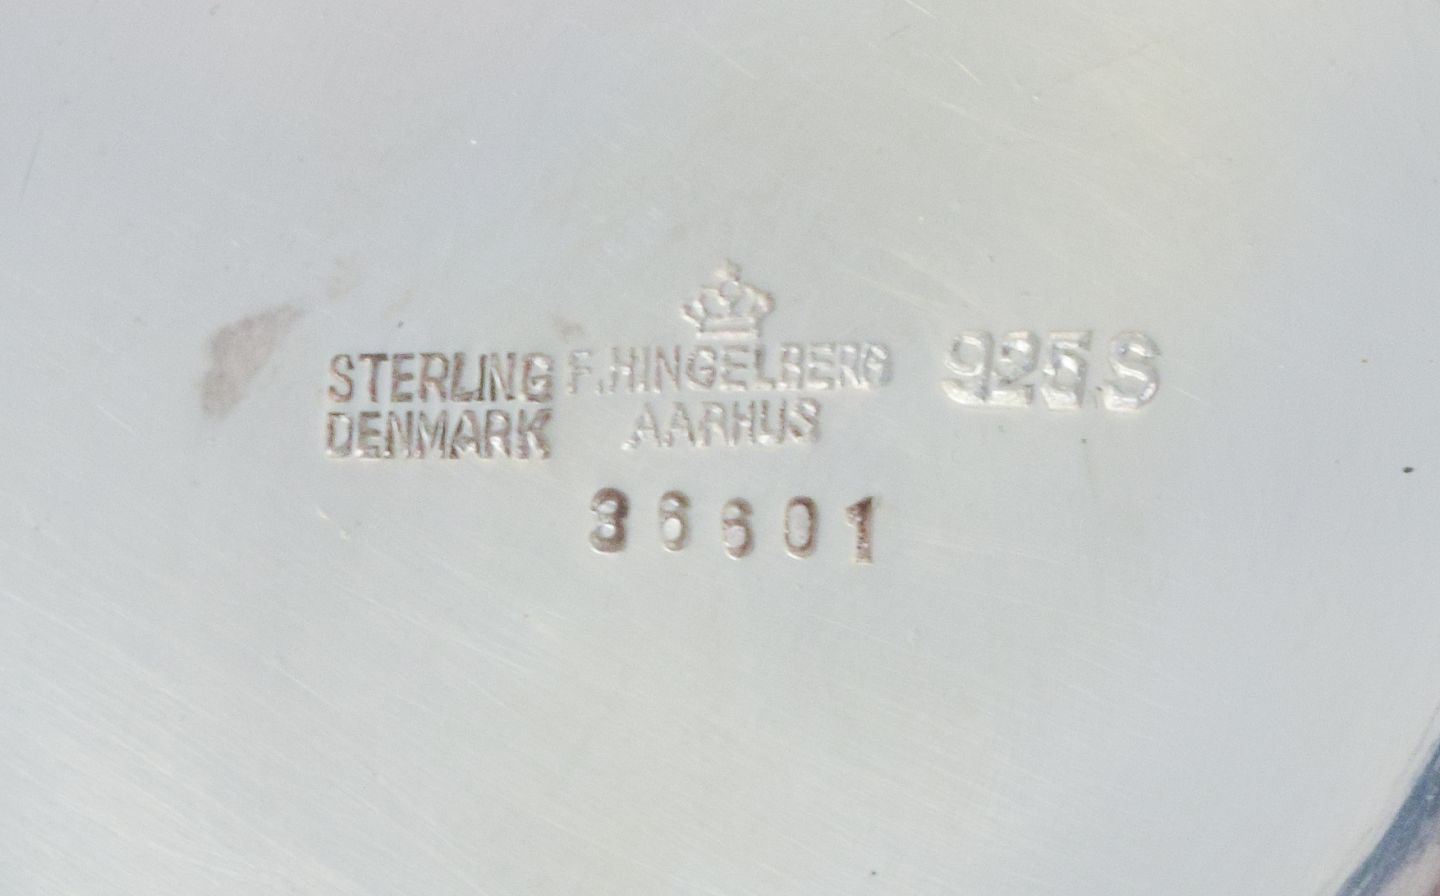 STERLING
DENMARK
F. HINGELBERG
AARHUS
925 S
36601